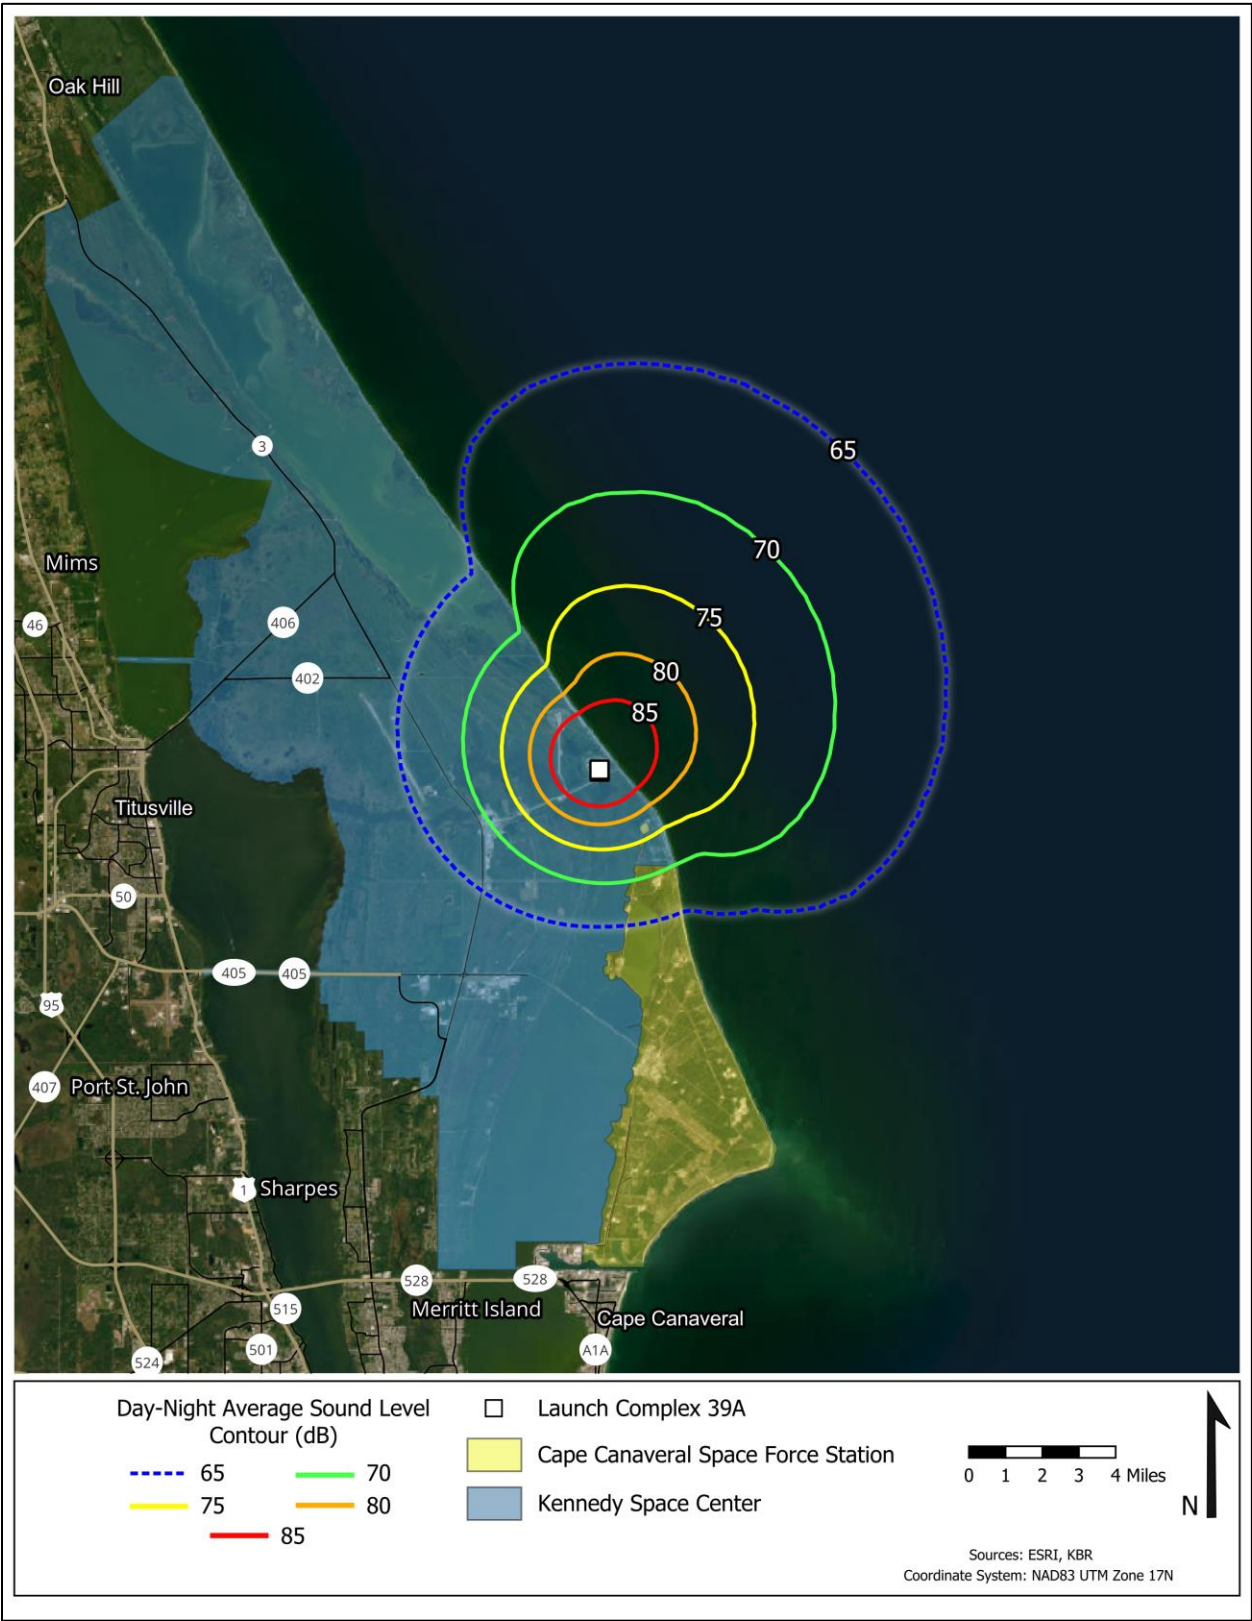 Oak Hill
3
65
70
Mims
75
46
406
80
402
85
Titusville
50
405
405
95
407
Port St. John
1
Sharpes
528
528
515
Merritt Island
Cape Canaveral
501
A1A
524
Day-Night Average Sound Level
Contour (dB)
65
70
75
80
85
Launch Complex 39A
Cape Canaveral Space Force Station
Kennedy Space Center
0 1 2 3 4 Miles
N
Sources: ESRI, KBR
Coordinate System: NAD83 UTM Zone 17N